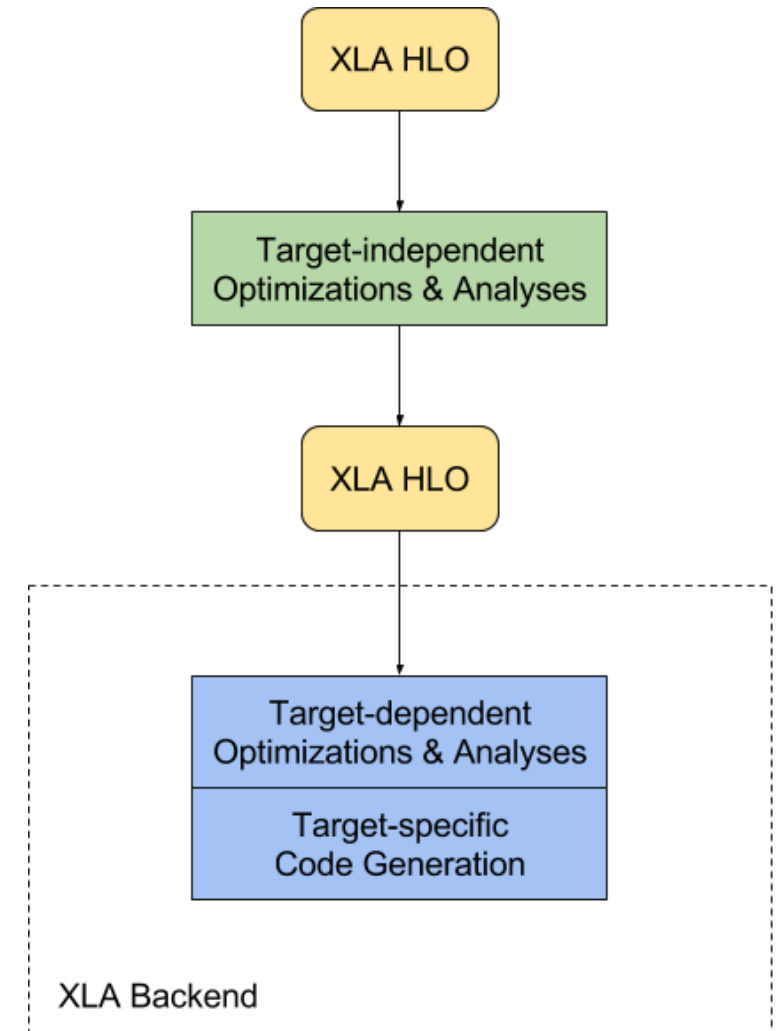 XLA HLO
Target-independent
Optimizations & Analyses
XLA HLO
Target-dependent
Optimizations & Analyses
Target-specific
Code Generation
XLA Backend